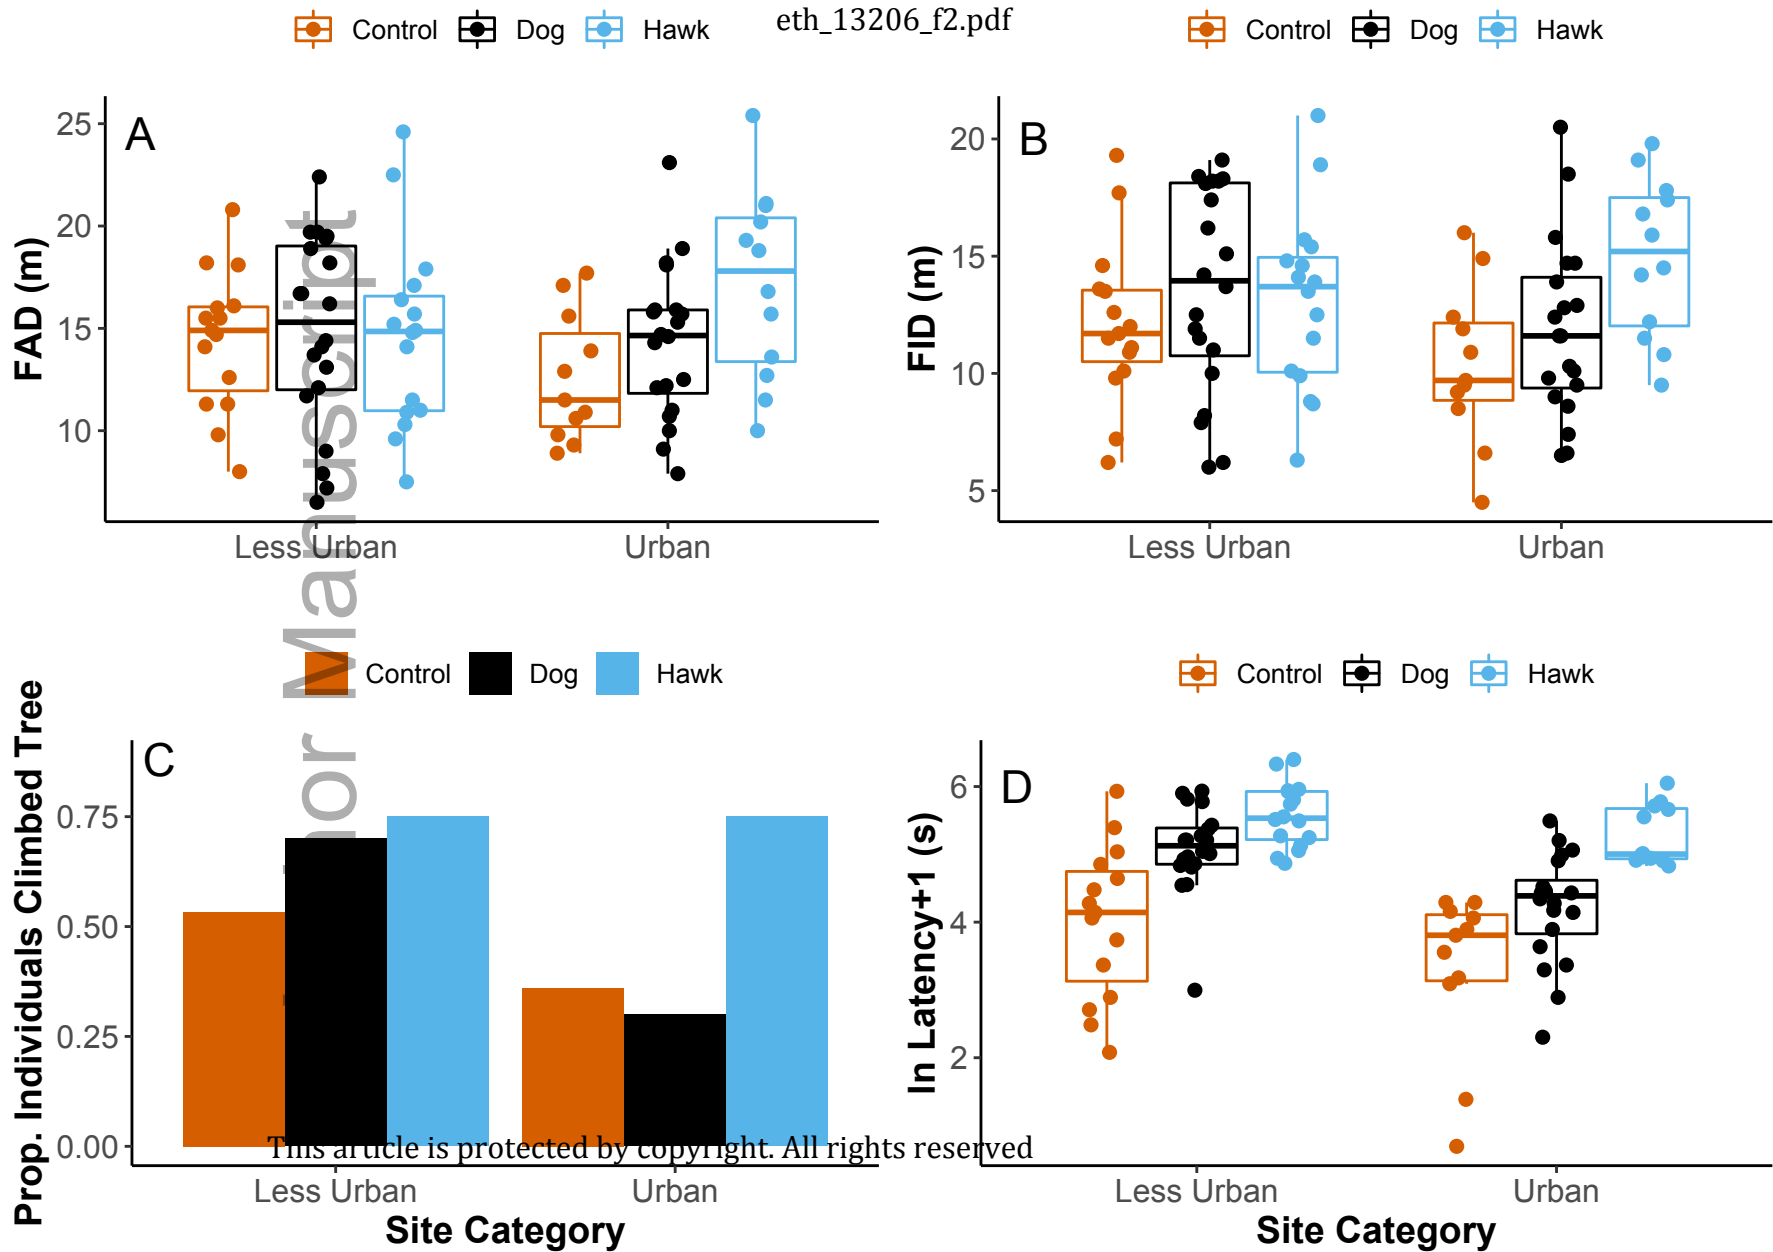 eth_13206_f2.pdf
Control Dog Hawk
Control Dog Hawk
A
FAD (m)
25
20
15
10
Less Urban Urban
B
FID (m)
20
15
10
5
Less Urban Urban
Control Dog Hawk
C
Prop. Individuals Climbed Tree
0.75
0.50
0.25
0.00
Less Urban Urban
Site Category
Control Dog Hawk
D
ln Latency+1 (s)
6
4
2
Less Urban Urban
Site Category
Manuscript
This article is protected by copyright. All rights reserved